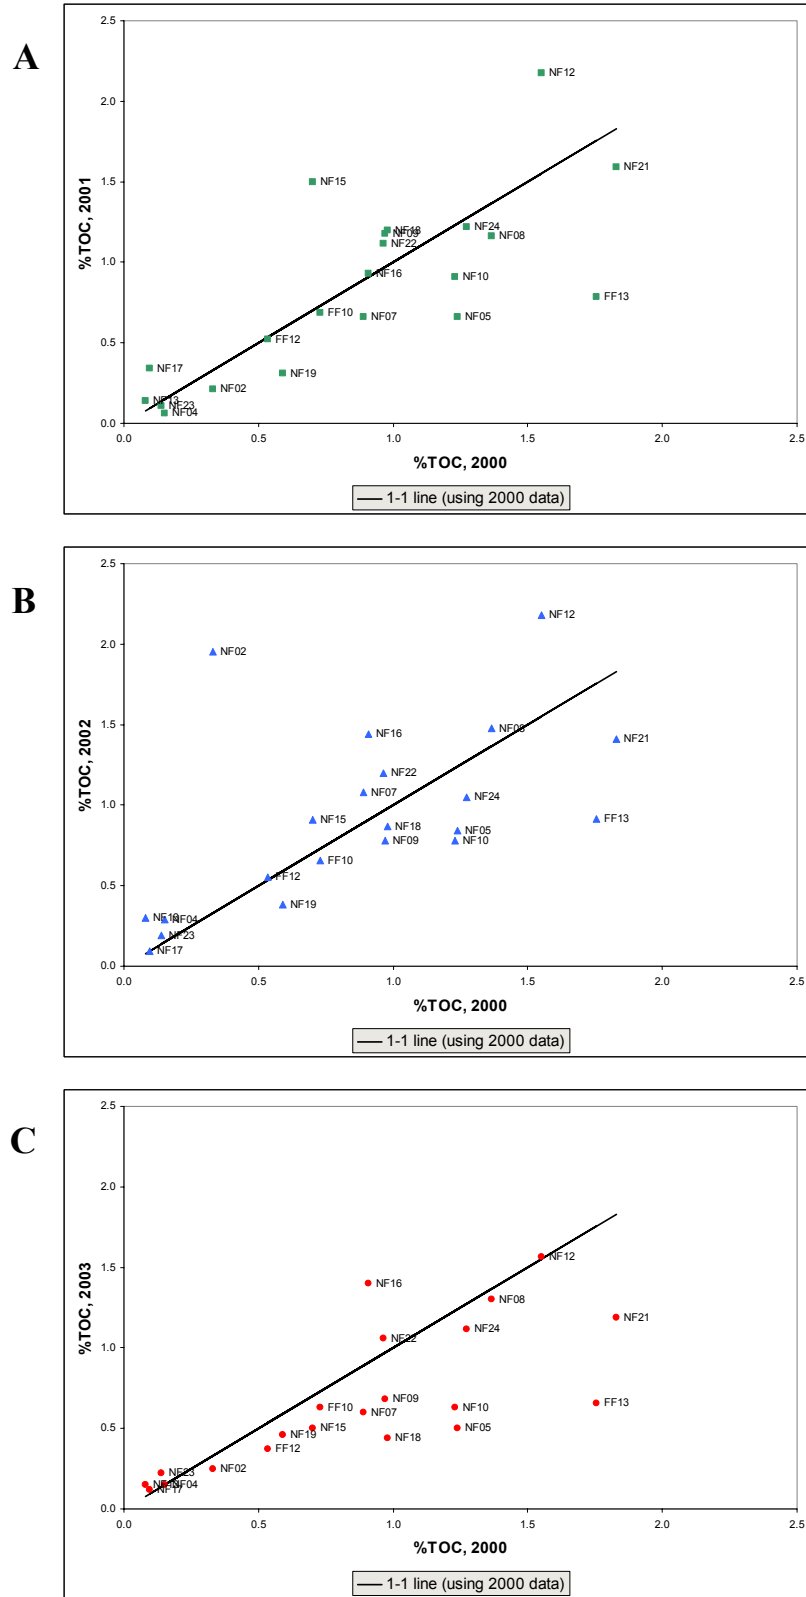 A
2.5
NF12
2.0
NF21
NF15
1.5
NF18
NF24
NF09
NF08
NF22
%TOC, 2001
1.0
NF16
NF10
FF13
FF10
NF07
NF05
0.5
FF12
NF17
NF19
NF02
NF13
NF23
NF04
0.0
0.0 0.5 1.0 1.5 2.0 2.5
%TOC, 2000
1-1 line (using 2000 data)
B
2.5
NF12
2.0
NF02
NF08
NF16
NF21
1.5
NF22
NF07
NF24
%TOC, 2002
1.0
NF15
FF13
NF18
NF05
NF09
NF10
FF10
0.5
FF12
NF19
NF04
NF23
NF17
0.0
0.0 0.5 1.0 1.5 2.0 2.5
%TOC, 2000
1-1 line (using 2000 data)
C
2.5
2.0
NF12
1.5
NF16
NF08
NF21
NF24
NF22
%TOC, 2003
1.0
NF09
FF13
FF10
NF10
NF07
NF15
NF05
0.5
NF19
NF18
FF12
NF02
NF23
NF04
NF17
0.0
0.0 0.5 1.0 1.5 2.0 2.5
%TOC, 2000
1-1 line (using 2000 data)